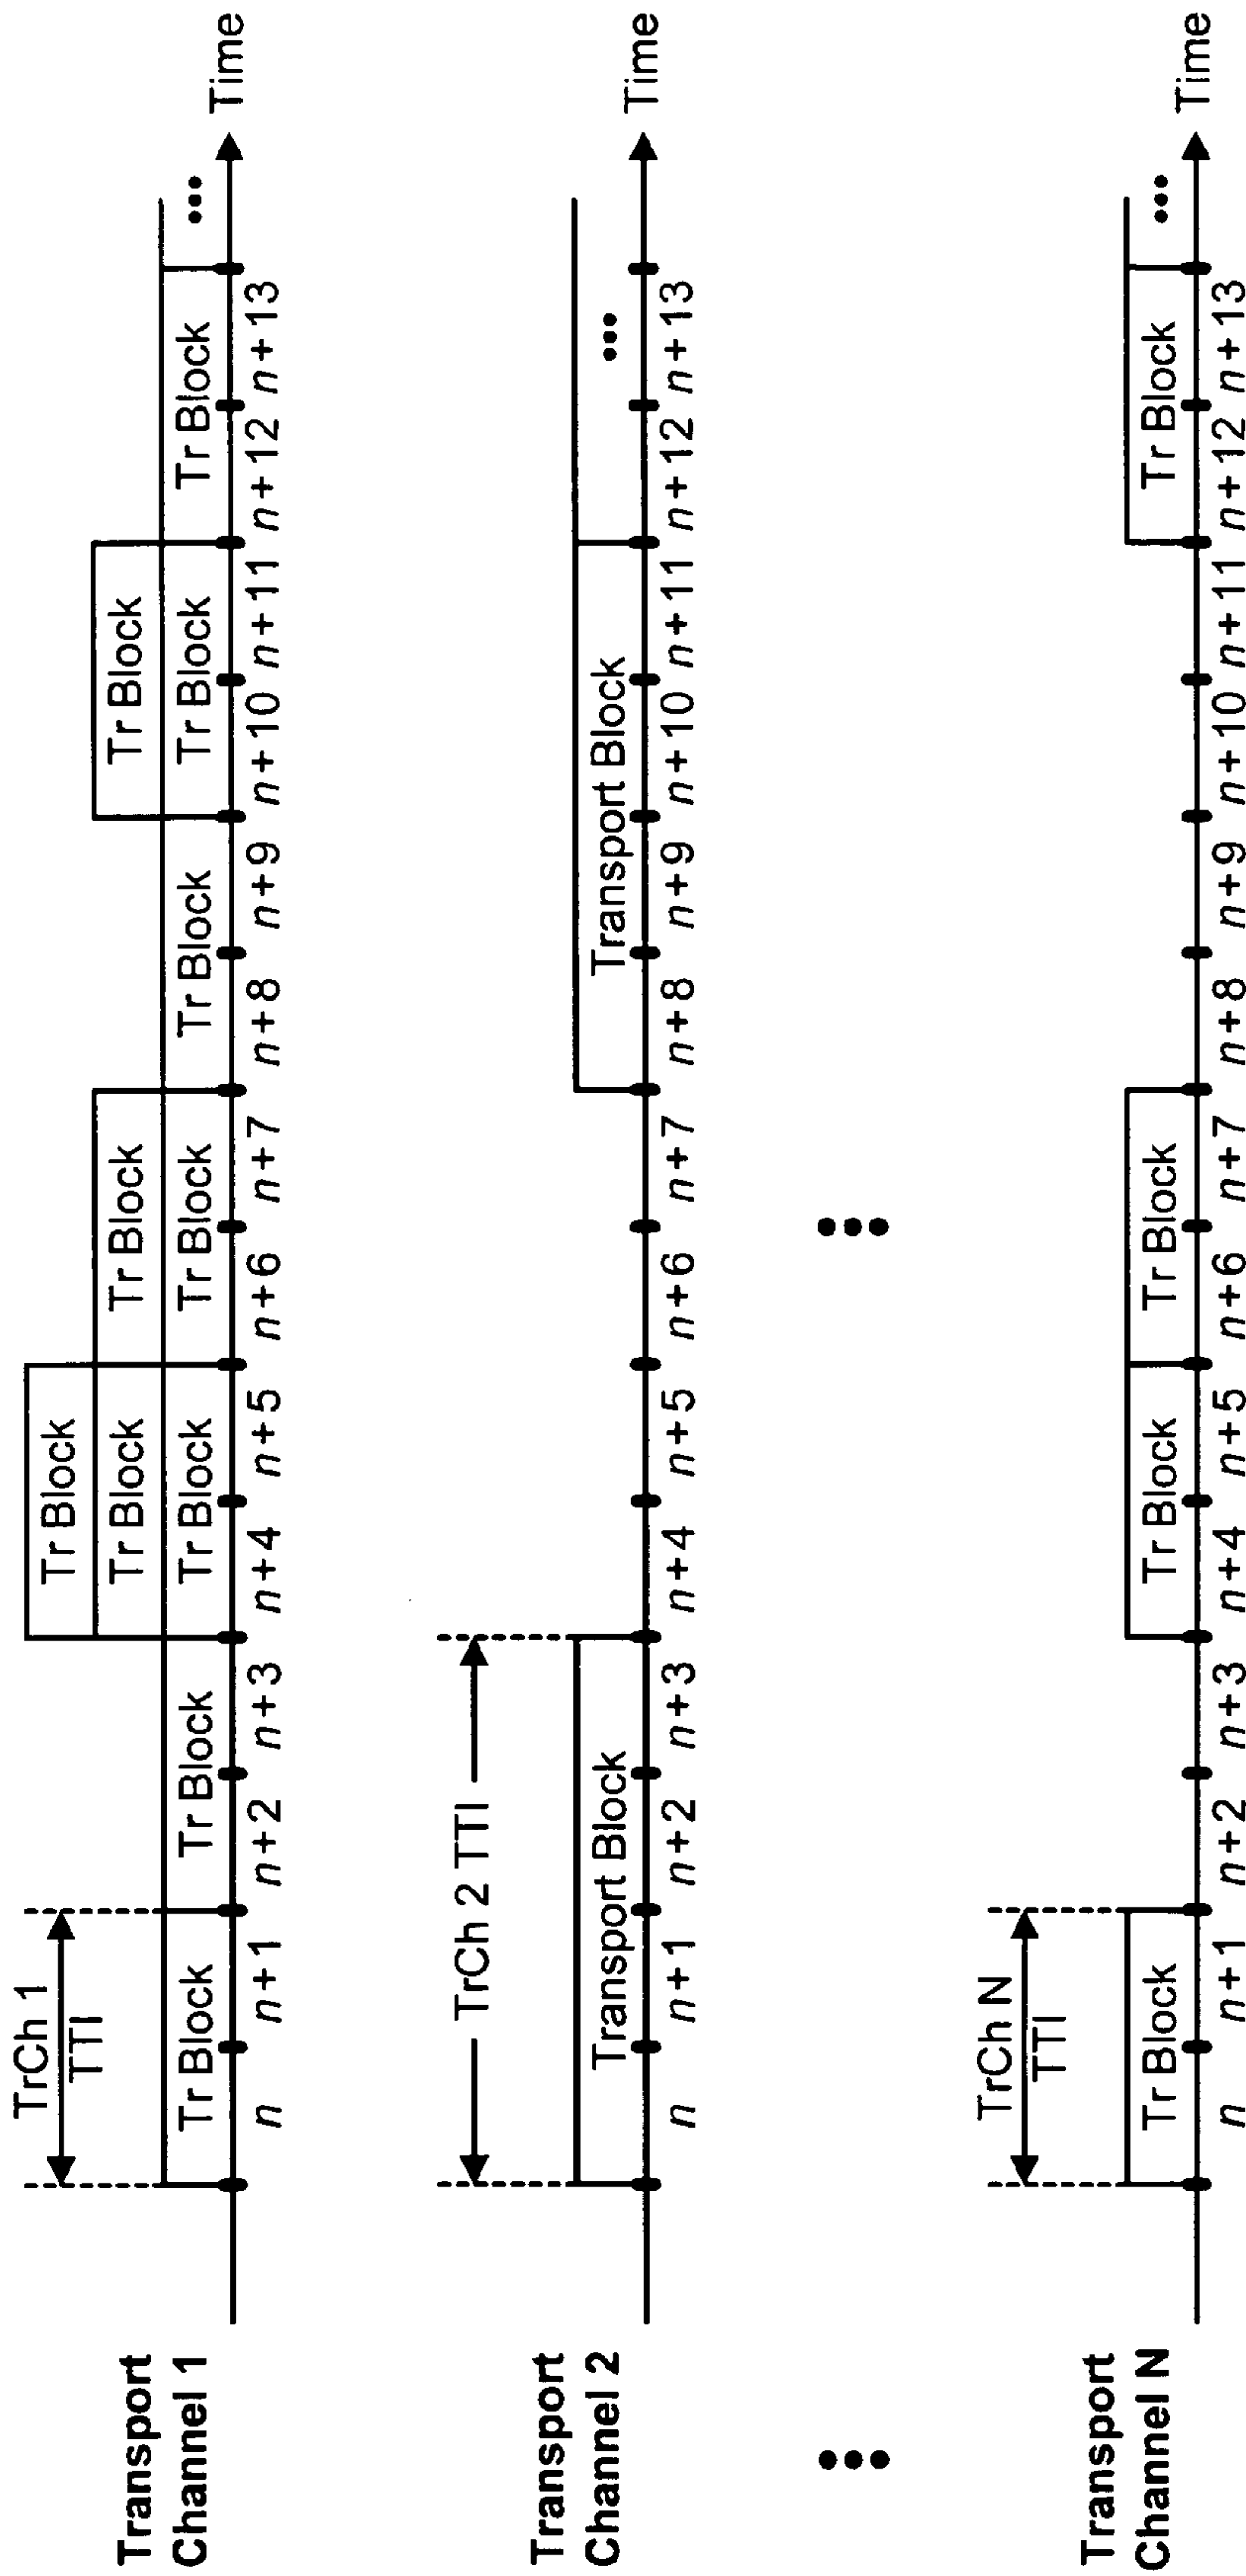 TrCh 1
TTI
Tr Block
Tr Block
Tr Block
Tr Block
Tr Block
Tr Block
Tr Block
Tr Block
Tr Block
Tr Block
Tr Block
•••
Transport
Channel 1
n n+1 n+2 n+3 n+4 n+5 n+6 n+7 n+8 n+9 n+10 n+11 n+12 n+13
Time
TrCh 2 TTI
Transport Block
Transport Block
•••
Transport
Channel 2
n n+1 n+2 n+3 n+4 n+5 n+6 n+7 n+8 n+9 n+10 n+11 n+12 n+13
Time
•••
•••
TrCh N
TTI
Tr Block
Tr Block
Tr Block
Tr Block
•••
Transport
Channel N
n n+1 n+2 n+3 n+4 n+5 n+6 n+7 n+8 n+9 n+10 n+11 n+12 n+13
Time